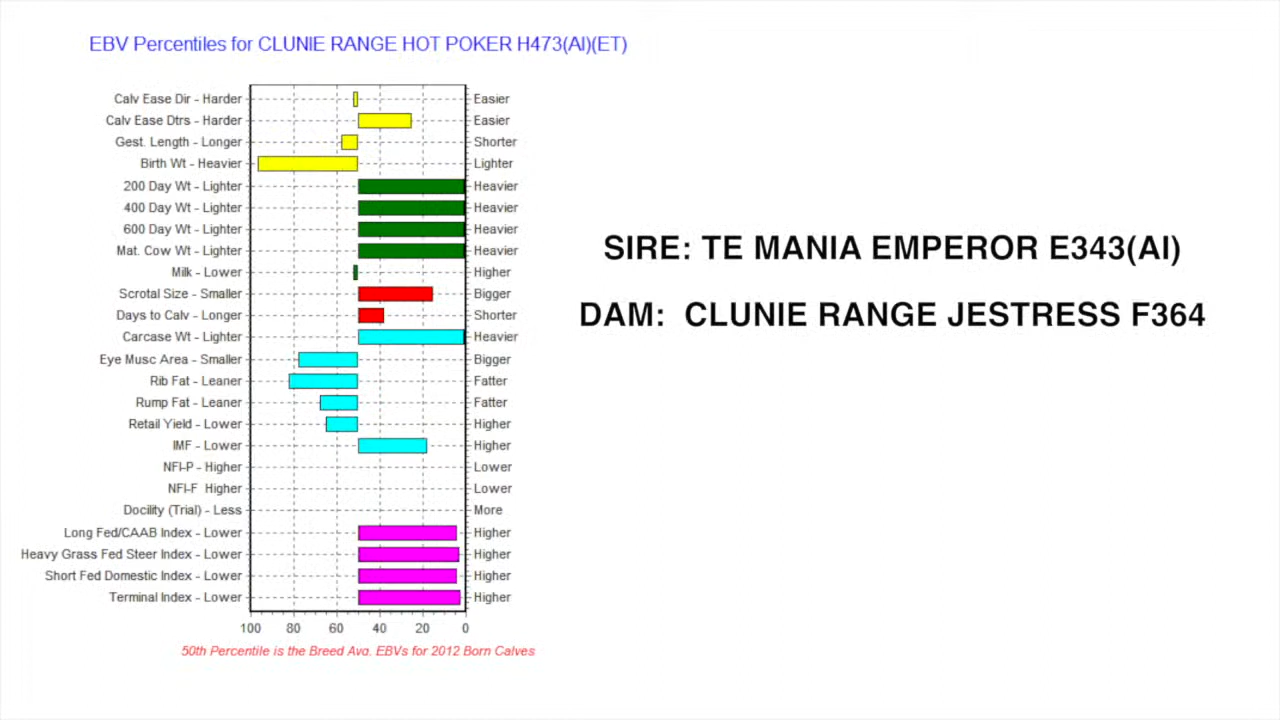 EBV Percentiles for CLUNIE RANGE HOT POKER H473(AI)(ET)
Calv Ease Dir - Harder Easier
Calv Ease Dtrs - Harder Easier
Gest. Length - Longer Shorter
Birth Wt - Heavier Lighter
200 Day Wt - Lighter Heavier
400 Day Wt - Lighter Heavier
600 Day Wt - Lighter Heavier
Mat. Cow Wt - Lighter Heavier
Milk - Lower Higher
Scrotal Size - Smaller Bigger
Days to Calv - Longer Shorter
Carcase Wt - Lighter Heavier
Eye Musc Area - Smaller Bigger
Rib Fat - Leaner Fatter
Rump Fat - Leaner Fatter
Retail Yield - Lower Higher
IMF - Lower Higher
NFI-P - Higher Lower
NFI-F Higher Lower
Docility (Trial) - Less More
Long Fed/CAAB Index - Lower Higher
Heavy Grass Fed Steer Index - Lower Higher
Short Fed Domestic Index - Lower Higher
Terminal Index - Lower Higher
100 80 60 40 20 0
50th Percentile is the Breed Avg. EBVs for 2012 Born Calves
SIRE: TE MANIA EMPEROR E343(AI)
DAM: CLUNIE RANGE JESTRESS F364